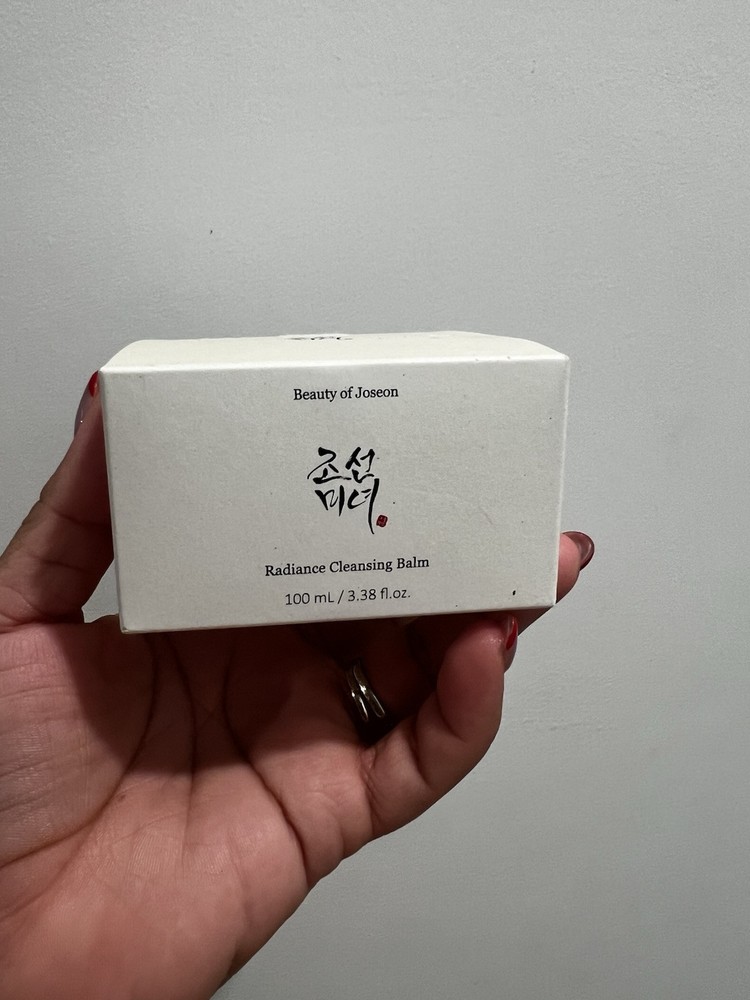 Beauty of Joseon
조선
미녀
Radiance Cleansing Balm
100 mL / 3.38 fl.oz.